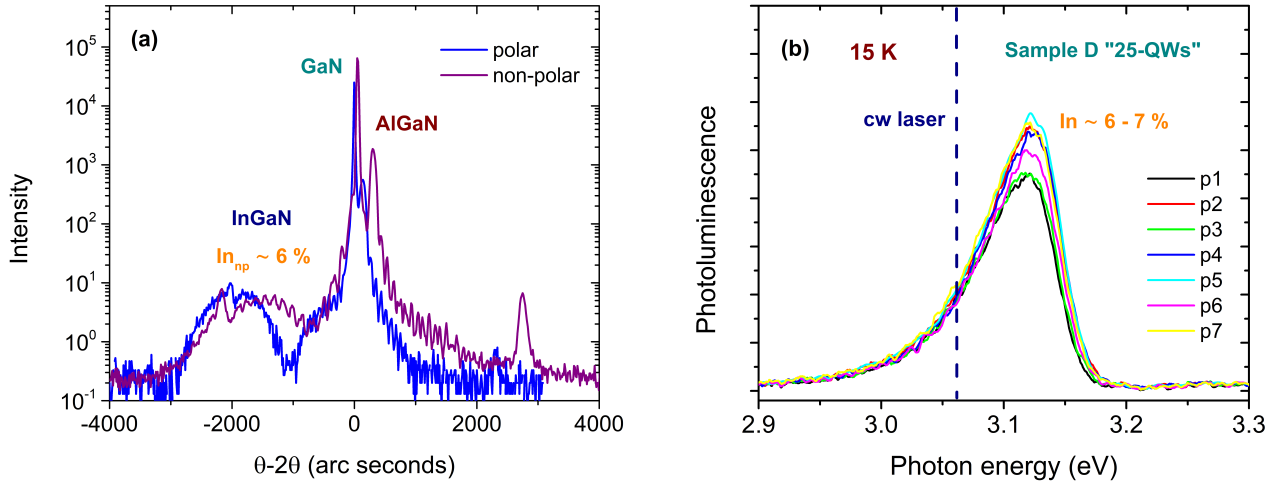 (a)
polar
non-polar
GaN
AlGaN
InGaN
In_np ~ 6 %
Intensity
10^5
10^4
10^3
10^2
10^1
10^0
10^-1
-4000 -2000 0 2000 4000
θ-2θ (arc seconds)
(b)
15 K
Sample D "25-QWs"
cw laser
In ~ 6 - 7 %
p1
p2
p3
p4
p5
p6
p7
Photoluminescence
2.9 3.0 3.1 3.2 3.3
Photon energy (eV)